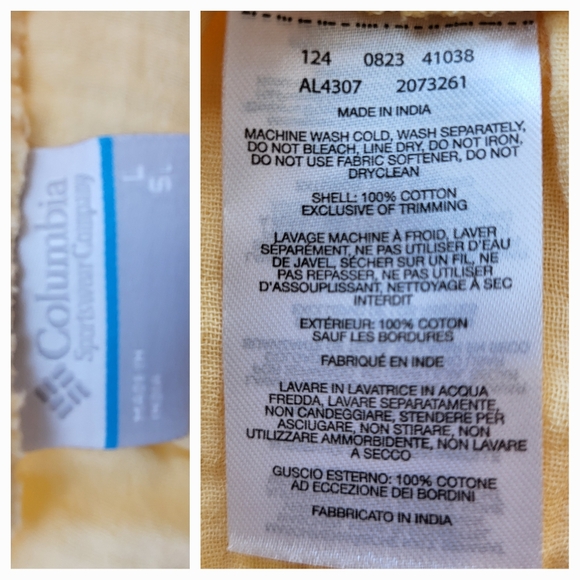 Columbia
Sportswear Company
L
MADE IN
INDIA
124 0823 41038
AL4307 2073261
MADE IN INDIA
MACHINE WASH COLD, WASH SEPARATELY,
DO NOT BLEACH, LINE DRY, DO NOT IRON,
DO NOT USE FABRIC SOFTENER, DO NOT
DRYCLEAN
SHELL: 100% COTTON
EXCLUSIVE OF TRIMMING
LAVAGE MACHINE À FROID, LAVER
SÉPARÉMENT, NE PAS UTILISER D'EAU
DE JAVEL, SÉCHER SUR UN FIL, NE
PAS REPASSER, NE PAS UTILISER
D'ASSOUPLISSANT, NETTOYAGE À SEC
INTERDIT
EXTÉRIEUR: 100% COTON
SAUF LES BORDURES
FABRIQUÉ EN INDE
LAVARE IN LAVATRICE IN ACQUA
FREDDA, LAVARE SEPARATAMENTE,
NON CANDEGGIARE, STENDERE PER
ASCIUGARE, NON STIRARE, NON
UTILIZZARE AMMORBIDENTE, NON LAVARE
A SECCO
GUSCIO ESTERNO: 100% COTONE
AD ECCEZIONE DEI BORDINI
FABBRICATO IN INDIA